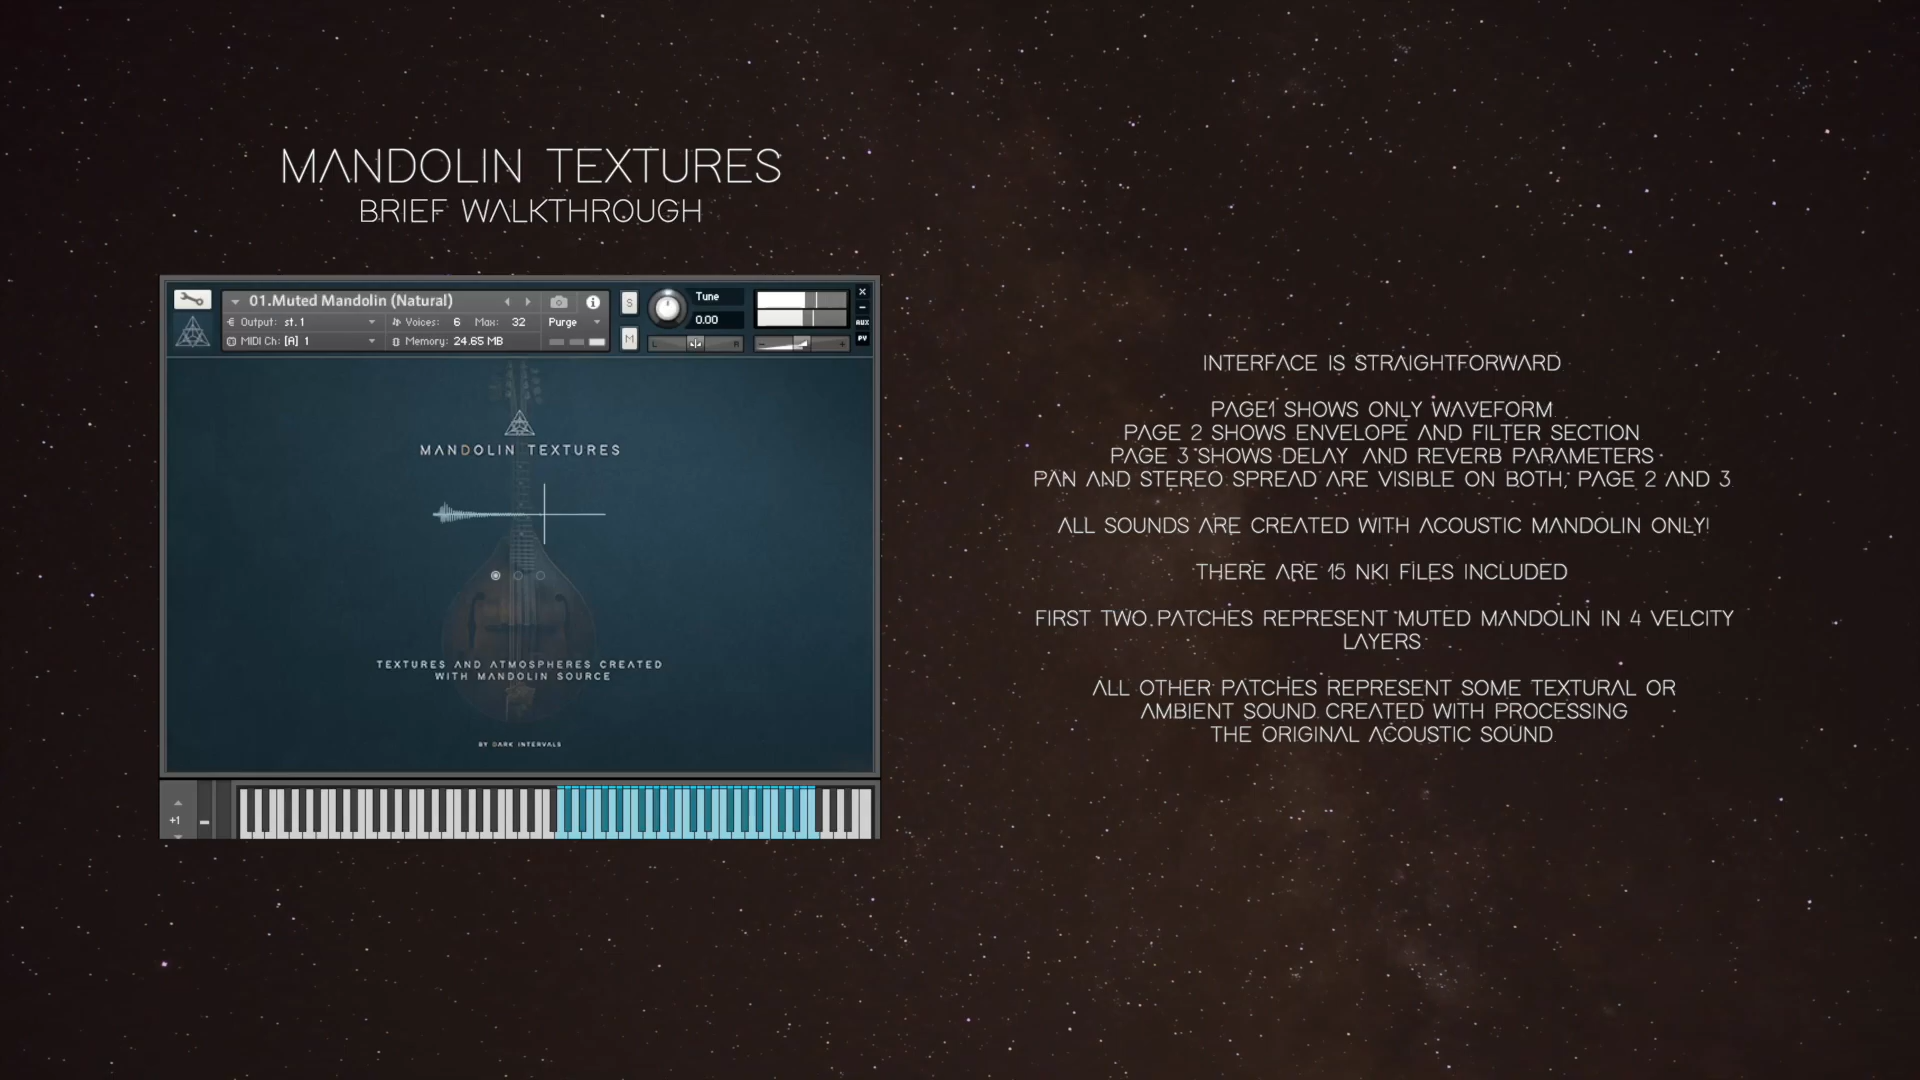 MANDOLIN TEXTURES
BRIEF WALKTHROUGH
01.Muted Mandolin (Natural)
Output: st. 1
Voices: 6 Max: 32
Purge
MIDI Ch: [A] 1
Memory: 24.65 MB
S
M
Tune
0.00
L
R
AUX
PV
MANDOLIN TEXTURES
TEXTURES AND ATMOSPHERES CREATED
WITH MANDOLIN SOURCE
BY DARK INTERVALS
+1
INTERFACE IS STRAIGHTFORWARD
PAGE1 SHOWS ONLY WAVEFORM
PAGE 2 SHOWS ENVELOPE AND FILTER SECTION
PAGE 3 SHOWS DELAY AND REVERB PARAMETERS
PAN AND STEREO SPREAD ARE VISIBLE ON BOTH, PAGE 2 AND 3
ALL SOUNDS ARE CREATED WITH ACOUSTIC MANDOLIN ONLY!
THERE ARE 15 NKI FILES INCLUDED
FIRST TWO PATCHES REPRESENT MUTED MANDOLIN IN 4 VELCITY
LAYERS
ALL OTHER PATCHES REPRESENT SOME TEXTURAL OR
AMBIENT SOUND CREATED WITH PROCESSING
THE ORIGINAL ACOUSTIC SOUND